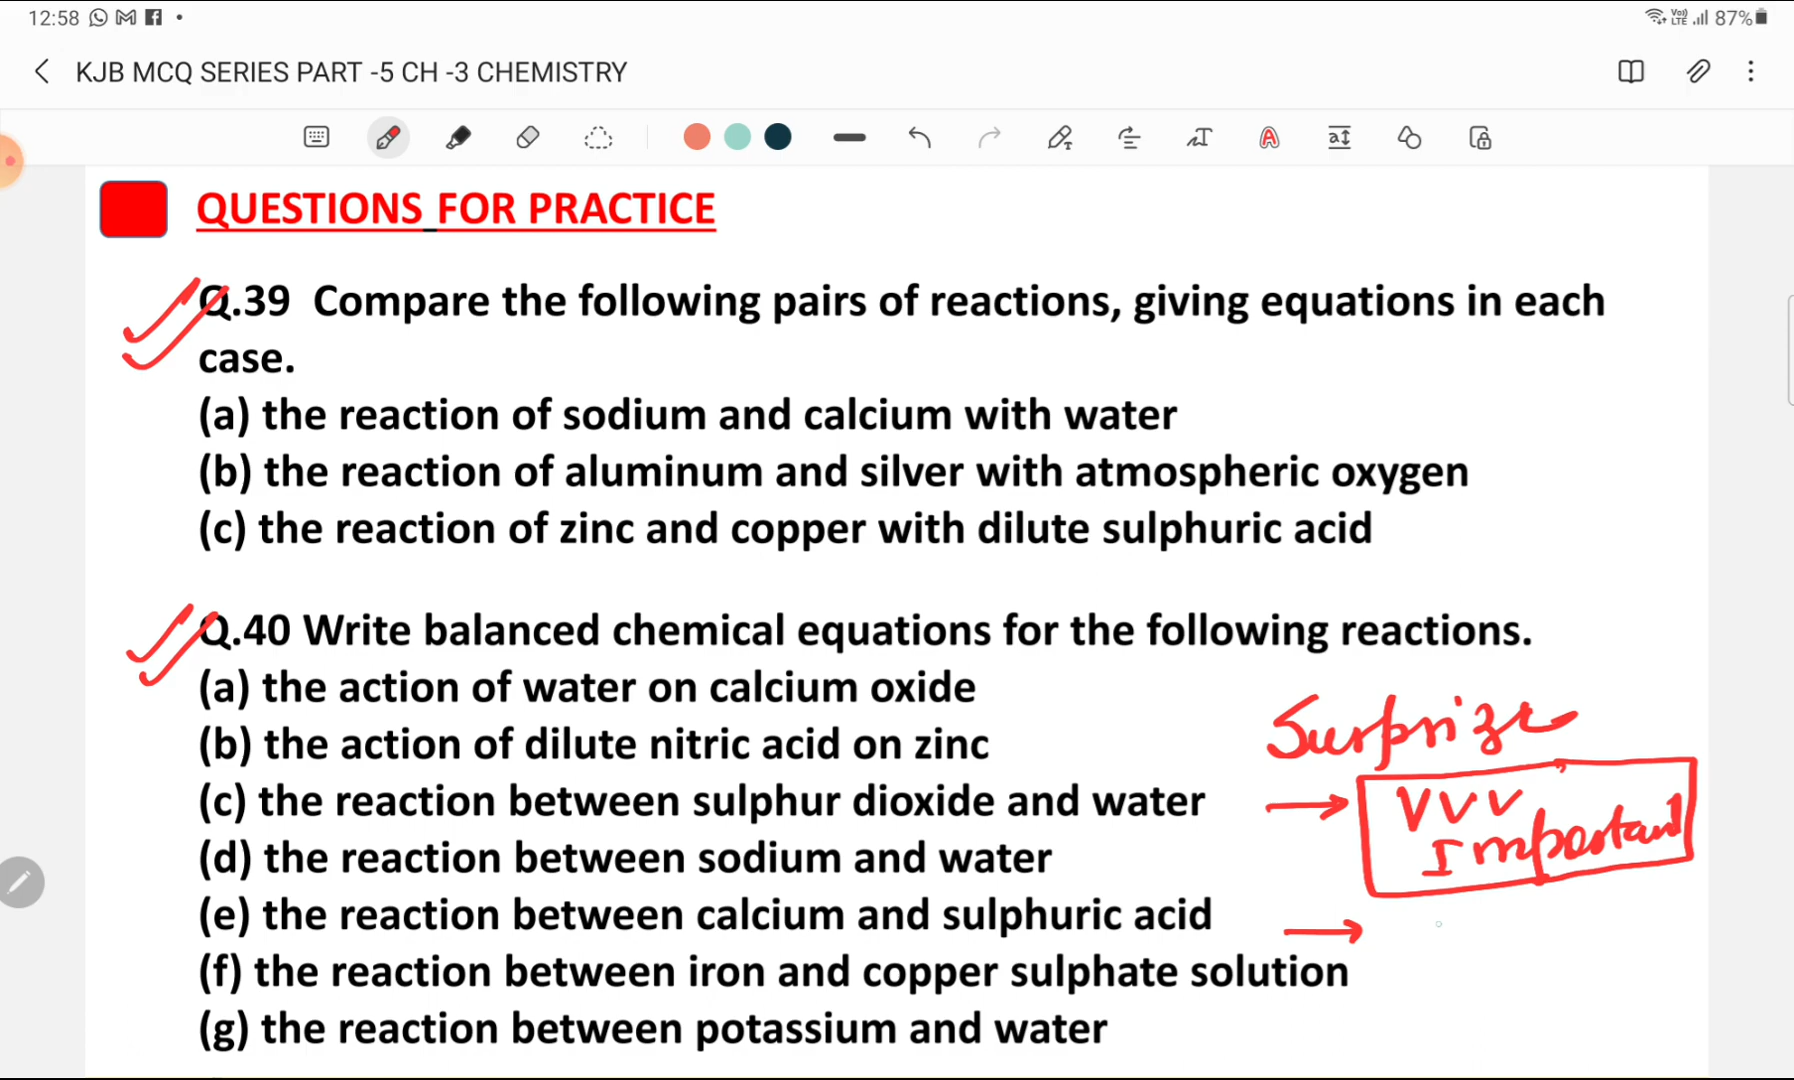 12:58
87%
KJB MCQ SERIES PART -5 CH -3 CHEMISTRY
QUESTIONS FOR PRACTICE
Q.39 Compare the following pairs of reactions, giving equations in each
case.
(a) the reaction of sodium and calcium with water
(b) the reaction of aluminum and silver with atmospheric oxygen
(c) the reaction of zinc and copper with dilute sulphuric acid
Q.40 Write balanced chemical equations for the following reactions.
(a) the action of water on calcium oxide
(b) the action of dilute nitric acid on zinc
(c) the reaction between sulphur dioxide and water
(d) the reaction between sodium and water
(e) the reaction between calcium and sulphuric acid
(f) the reaction between iron and copper sulphate solution
(g) the reaction between potassium and water
Surprize
VVV
Important